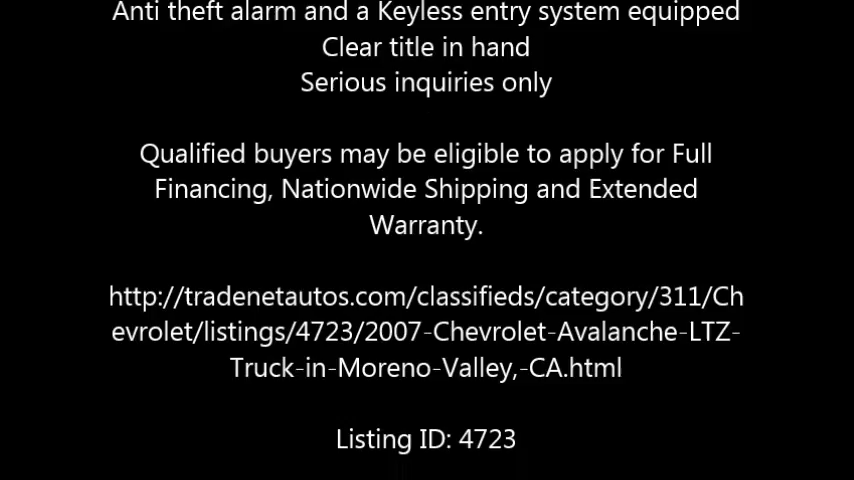 Anti theft alarm and a Keyless entry system equipped
Clear title in hand
Serious inquiries only
Qualified buyers may be eligible to apply for Full
Financing, Nationwide Shipping and Extended
Warranty.
http://tradenetautos.com/classifieds/category/311/Ch
evrolet/listings/4723/2007-Chevrolet-Avalanche-LTZ-
Truck-in-Moreno-Valley,-CA.html
Listing ID: 4723